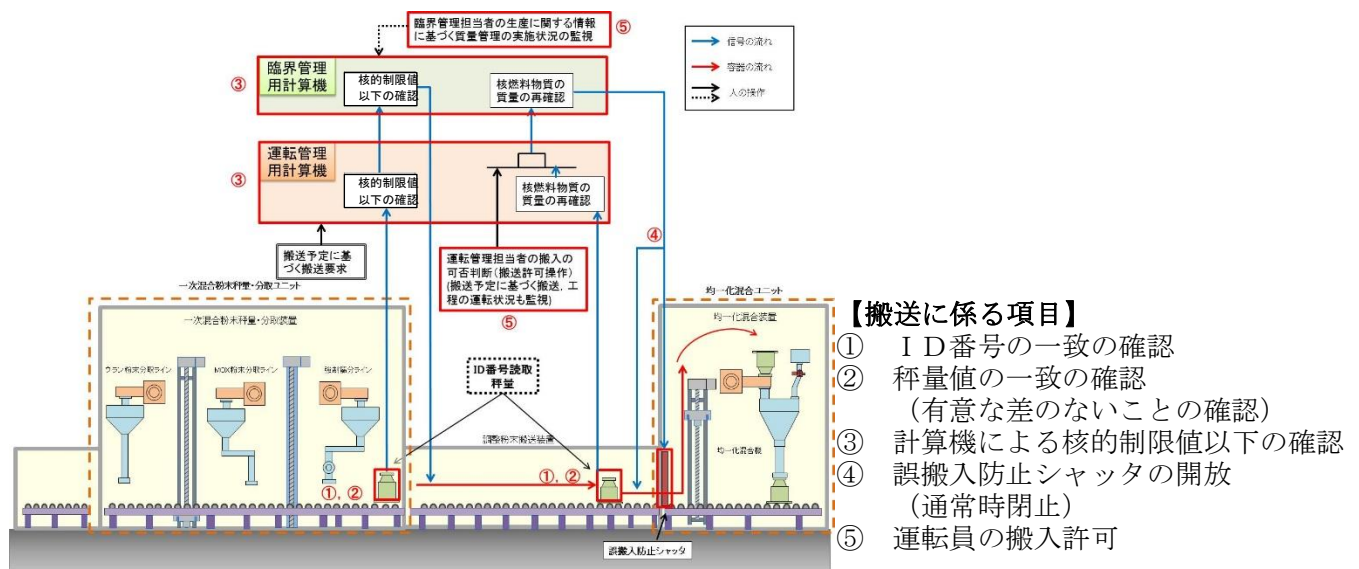 臨界管理担当者の生産に関する情報
に基づく質量管理の実施状況の監視
⑤
信号の流れ
容器の流れ
人の操作
③
臨界管理
用計算機
核的制限値
以下の確認
核燃料物質の
質量の再確認
③
運転管理
用計算機
核的制限値
以下の確認
核燃料物質の
質量の再確認
④
搬送予定に基
づく搬送要求
運転管理担当者の搬入の
可否判断(搬送許可操作)
(搬送予定に基づく搬送,工
程の運転状況も監視)
⑤
一次混合粉末秤量・分取ユニット
一次混合粉末秤量・分取装置
ウラン粉末分取ライン
MOX粉末分取ライン
ID番号読取
秤量
調整粉末搬送装置
①, ②
①, ②
均一化混合ユニット
均一化混合装置
均一化混合機
誤搬入防止シャッタ
【搬送に係る項目】
① ID番号の一致の確認
② 秤量値の一致の確認
(有意な差のないことの確認)
③ 計算機による核的制限値以下の確認
④ 誤搬入防止シャッタの開放
(通常時閉止)
⑤ 運転員の搬入許可